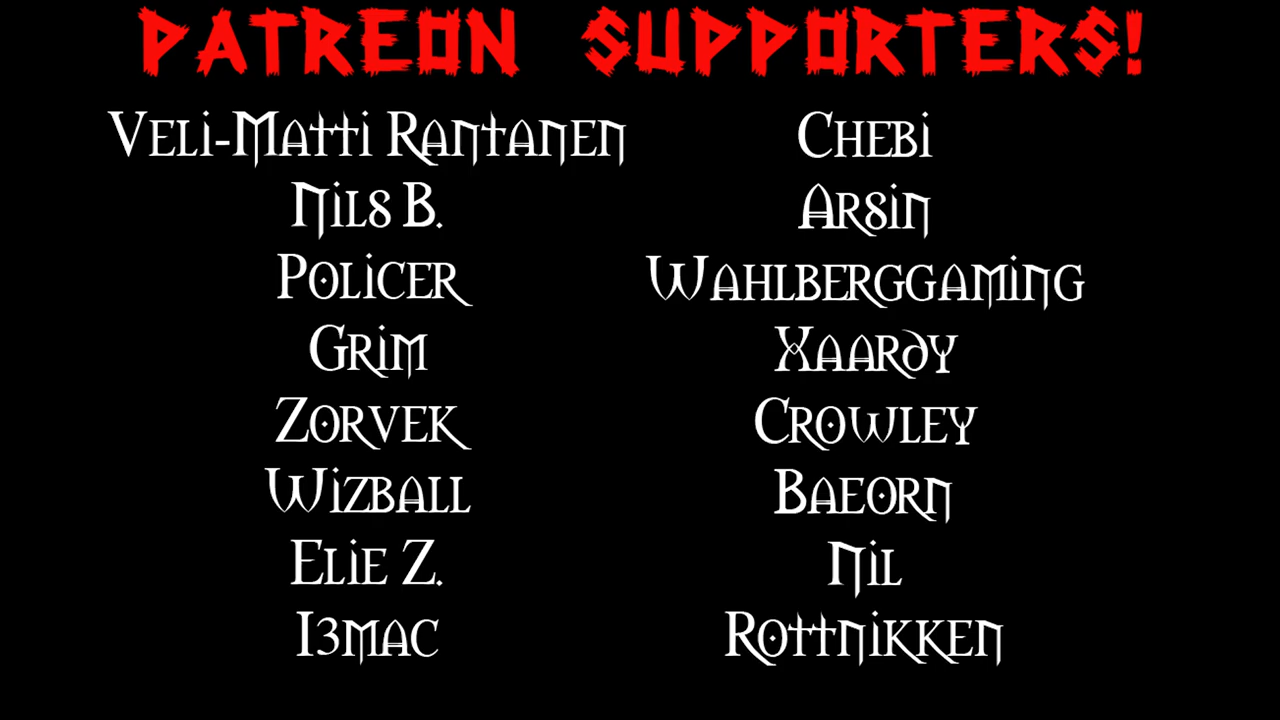 PATREON SUPPORTERS!
Veli-Matti Rantanen
Nils B.
Policer
Grim
Zorvek
Wizball
Elie Z.
I3mac
Chebi
Arsin
Wahlberggaming
Xaardy
Crowley
Baeorn
Nil
Rottnikken